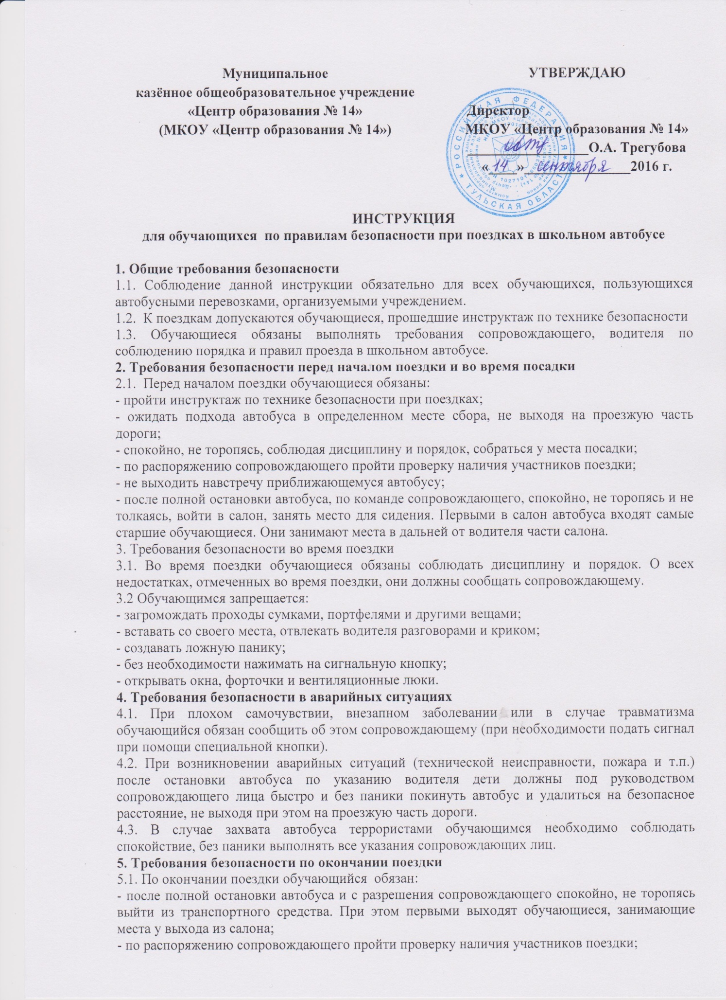 Муниципальное
казённое общеобразовательное учреждение
«Центр образования № 14»
(МКОУ «Центр образования № 14»)
УТВЕРЖДАЮ
Директор
МКОУ «Центр образования № 14»
О.А. Трегубова
« 14 » сентября 2016 г.
РОССИЙСКАЯ ФЕДЕРАЦИЯ
ТУЛЬСКАЯ ОБЛАСТЬ
ИНСТРУКЦИЯ
для обучающихся по правилам безопасности при поездках в школьном автобусе
1. Общие требования безопасности
1.1. Соблюдение данной инструкции обязательно для всех обучающихся, пользующихся
автобусными перевозками, организуемыми учреждением.
1.2. К поездкам допускаются обучающиеся, прошедшие инструктаж по технике безопасности
1.3. Обучающиеся обязаны выполнять требования сопровождающего, водителя по
соблюдению порядка и правил проезда в школьном автобусе.
2. Требования безопасности перед началом поездки и во время посадки
2.1. Перед началом поездки обучающиеся обязаны:
- пройти инструктаж по технике безопасности при поездках;
- ожидать подхода автобуса в определенном месте сбора, не выходя на проезжую часть
дороги;
- спокойно, не торопясь, соблюдая дисциплину и порядок, собраться у места посадки;
- по распоряжению сопровождающего пройти проверку наличия участников поездки;
- не выходить навстречу приближающемуся автобусу;
- после полной остановки автобуса, по команде сопровождающего, спокойно, не торопясь и не
толкаясь, войти в салон, занять место для сидения. Первыми в салон автобуса входят самые
старшие обучающиеся. Они занимают места в дальней от водителя части салона.
3. Требования безопасности во время поездки
3.1. Во время поездки обучающиеся обязаны соблюдать дисциплину и порядок. О всех
недостатках, отмеченных во время поездки, они должны сообщать сопровождающему.
3.2 Обучающимся запрещается:
- загромождать проходы сумками, портфелями и другими вещами;
- вставать со своего места, отвлекать водителя разговорами и криком;
- создавать ложную панику;
- без необходимости нажимать на сигнальную кнопку;
- открывать окна, форточки и вентиляционные люки.
4. Требования безопасности в аварийных ситуациях
4.1. При плохом самочувствии, внезапном заболевании или в случае травматизма
обучающийся обязан сообщить об этом сопровождающему (при необходимости подать сигнал
при помощи специальной кнопки).
4.2. При возникновении аварийных ситуаций (технической неисправности, пожара и т.п.)
после остановки автобуса по указанию водителя дети должны под руководством
сопровождающего лица быстро и без паники покинуть автобус и удалиться на безопасное
расстояние, не выходя при этом на проезжую часть дороги.
4.3. В случае захвата автобуса террористами обучающимся необходимо соблюдать
спокойствие, без паники выполнять все указания сопровождающих лиц.
5. Требования безопасности по окончании поездки
5.1. По окончании поездки обучающийся обязан:
- после полной остановки автобуса и с разрешения сопровождающего спокойно, не торопясь
выйти из транспортного средства. При этом первыми выходят обучающиеся, занимающие
места у выхода из салона;
- по распоряжению сопровождающего пройти проверку наличия участников поездки;